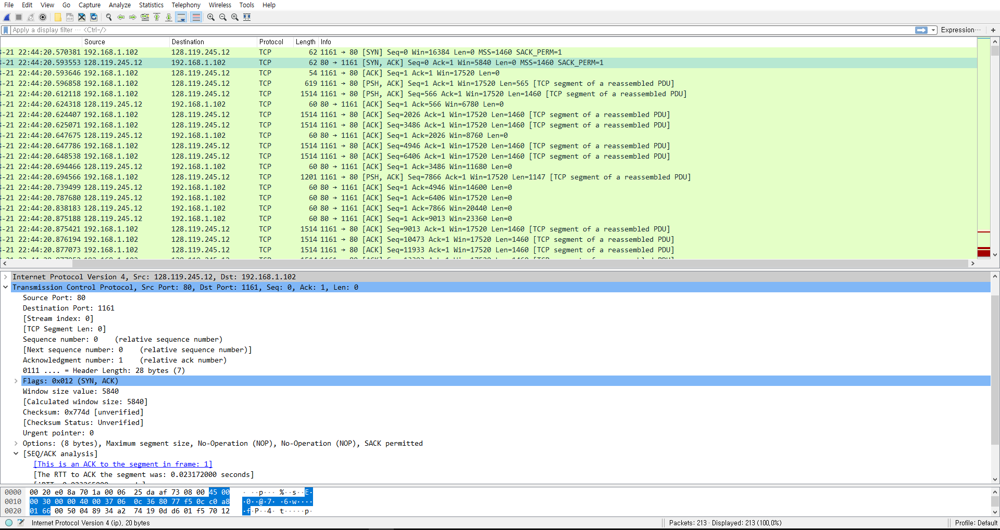 File Edit View Go Capture Analyze Statistics Telephony Wireless Tools Help
Apply a display filter ··· <Ctrl-/> Expression··· +
Source Destination Protocol Length Info
-21 22:44:20.570381 192.168.1.102 128.119.245.12 TCP 62 1161 → 80 [SYN] Seq=0 Win=16384 Len=0 MSS=1460 SACK_PERM=1
-21 22:44:20.593553 128.119.245.12 192.168.1.102 TCP 62 80 → 1161 [SYN, ACK] Seq=0 Ack=1 Win=5840 Len=0 MSS=1460 SACK_PERM=1
-21 22:44:20.593646 192.168.1.102 128.119.245.12 TCP 54 1161 → 80 [ACK] Seq=1 Ack=1 Win=17520 Len=0
-21 22:44:20.596858 192.168.1.102 128.119.245.12 TCP 619 1161 → 80 [PSH, ACK] Seq=1 Ack=1 Win=17520 Len=565 [TCP segment of a reassembled PDU]
-21 22:44:20.612118 192.168.1.102 128.119.245.12 TCP 1514 1161 → 80 [PSH, ACK] Seq=566 Ack=1 Win=17520 Len=1460 [TCP segment of a reassembled PDU]
-21 22:44:20.624318 128.119.245.12 192.168.1.102 TCP 60 80 → 1161 [ACK] Seq=1 Ack=566 Win=6780 Len=0
-21 22:44:20.624407 192.168.1.102 128.119.245.12 TCP 1514 1161 → 80 [ACK] Seq=2026 Ack=1 Win=17520 Len=1460 [TCP segment of a reassembled PDU]
-21 22:44:20.625071 192.168.1.102 128.119.245.12 TCP 1514 1161 → 80 [ACK] Seq=3486 Ack=1 Win=17520 Len=1460 [TCP segment of a reassembled PDU]
-21 22:44:20.647675 128.119.245.12 192.168.1.102 TCP 60 80 → 1161 [ACK] Seq=1 Ack=2026 Win=8760 Len=0
-21 22:44:20.647786 192.168.1.102 128.119.245.12 TCP 1514 1161 → 80 [ACK] Seq=4946 Ack=1 Win=17520 Len=1460 [TCP segment of a reassembled PDU]
-21 22:44:20.648538 192.168.1.102 128.119.245.12 TCP 1514 1161 → 80 [ACK] Seq=6406 Ack=1 Win=17520 Len=1460 [TCP segment of a reassembled PDU]
-21 22:44:20.694466 128.119.245.12 192.168.1.102 TCP 60 80 → 1161 [ACK] Seq=1 Ack=3486 Win=11680 Len=0
-21 22:44:20.694566 192.168.1.102 128.119.245.12 TCP 1201 1161 → 80 [PSH, ACK] Seq=7866 Ack=1 Win=17520 Len=1147 [TCP segment of a reassembled PDU]
-21 22:44:20.739499 128.119.245.12 192.168.1.102 TCP 60 80 → 1161 [ACK] Seq=1 Ack=4946 Win=14600 Len=0
-21 22:44:20.787680 128.119.245.12 192.168.1.102 TCP 60 80 → 1161 [ACK] Seq=1 Ack=6406 Win=17520 Len=0
-21 22:44:20.838183 128.119.245.12 192.168.1.102 TCP 60 80 → 1161 [ACK] Seq=1 Ack=7866 Win=20440 Len=0
-21 22:44:20.875188 128.119.245.12 192.168.1.102 TCP 60 80 → 1161 [ACK] Seq=1 Ack=9013 Win=23360 Len=0
-21 22:44:20.875421 192.168.1.102 128.119.245.12 TCP 1514 1161 → 80 [ACK] Seq=9013 Ack=1 Win=17520 Len=1460 [TCP segment of a reassembled PDU]
-21 22:44:20.876194 192.168.1.102 128.119.245.12 TCP 1514 1161 → 80 [ACK] Seq=10473 Ack=1 Win=17520 Len=1460 [TCP segment of a reassembled PDU]
-21 22:44:20.877073 192.168.1.102 128.119.245.12 TCP 1514 1161 → 80 [ACK] Seq=11933 Ack=1 Win=17520 Len=1460 [TCP segment of a reassembled PDU]
Internet Protocol Version 4, Src: 128.119.245.12, Dst: 192.168.1.102
Transmission Control Protocol, Src Port: 80, Dst Port: 1161, Seq: 0, Ack: 1, Len: 0
Source Port: 80
Destination Port: 1161
[Stream index: 0]
[TCP Segment Len: 0]
Sequence number: 0 (relative sequence number)
[Next sequence number: 0 (relative sequence number)]
Acknowledgment number: 1 (relative ack number)
0111 .... = Header Length: 28 bytes (7)
Flags: 0x012 (SYN, ACK)
Window size value: 5840
[Calculated window size: 5840]
Checksum: 0x774d [unverified]
[Checksum Status: Unverified]
Urgent pointer: 0
Options: (8 bytes), Maximum segment size, No-Operation (NOP), No-Operation (NOP), SACK permitted
[SEQ/ACK analysis]
[This is an ACK to the segment in frame: 1]
[The RTT to ACK the segment was: 0.023172000 seconds]
0000 00 20 e0 8a 70 1a 00 06 25 da af 73 08 00 45 00 · ··p··· %··s··E·
0010 00 30 00 00 40 00 37 06 0c 36 80 77 f5 0c c0 a8 ·0··@·7· ·6·w····
0020 01 66 00 50 04 89 34 a2 74 19 0d d6 01 f5 70 12 ·f·P··4· t·····p·
Internet Protocol Version 4 (ip), 20 bytes Packets: 213 · Displayed: 213 (100,0%) Profile: Default